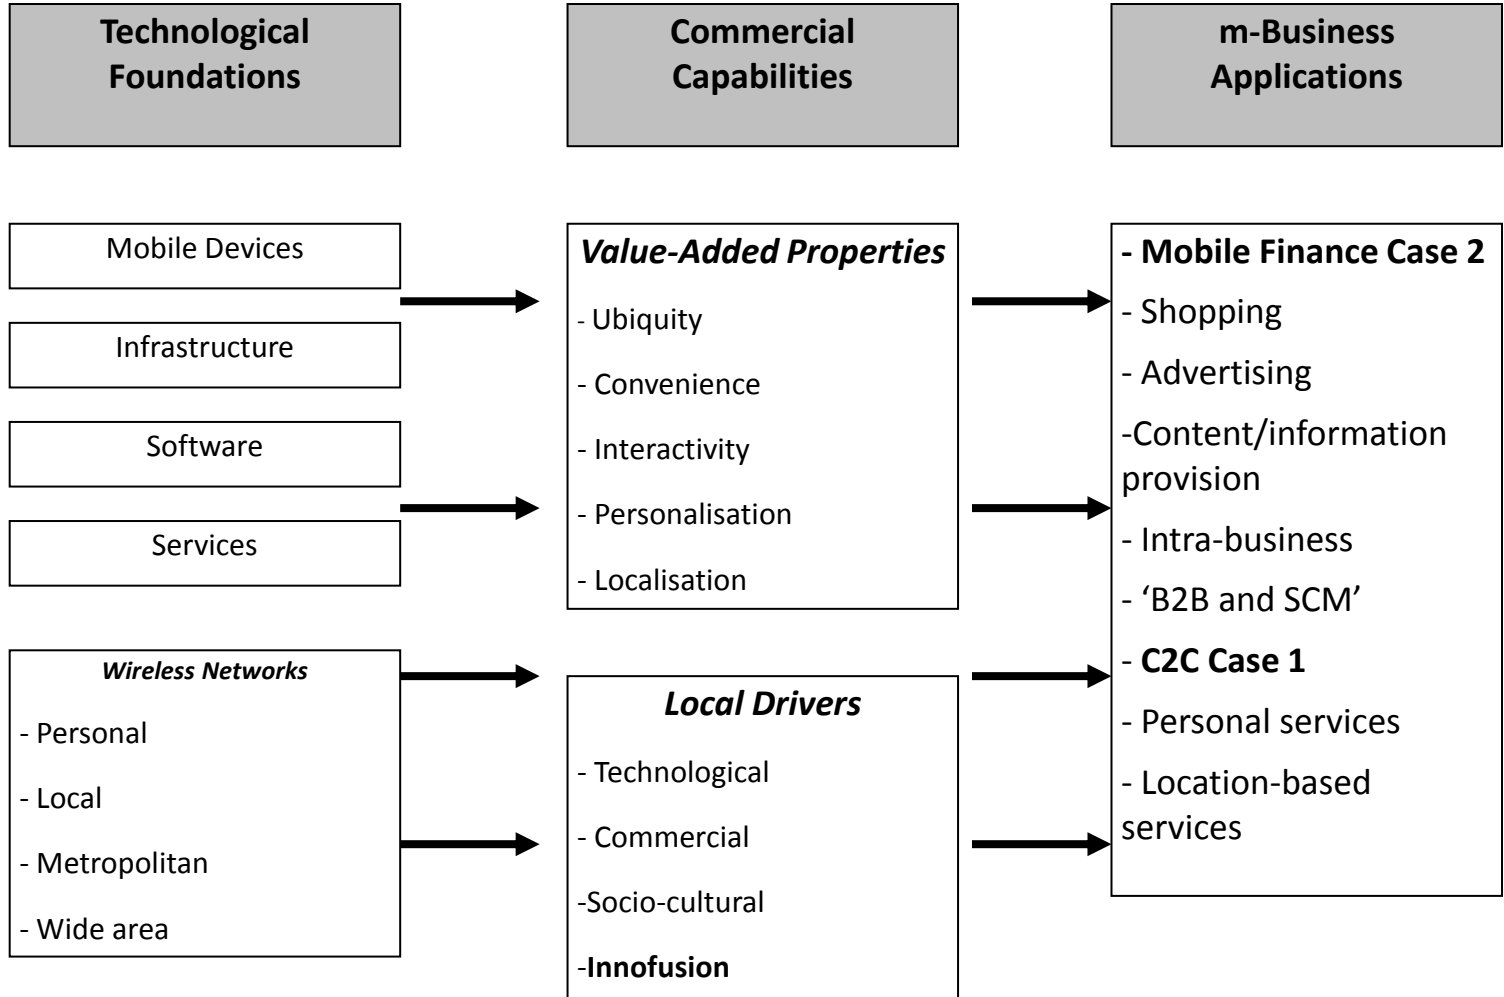 Technological
Foundations
Commercial
Capabilities
m-Business
Applications
Mobile Devices
Infrastructure
Software
Services
Wireless Networks
- Personal
- Local
- Metropolitan
- Wide area
Value-Added Properties
- Ubiquity
- Convenience
- Interactivity
- Personalisation
- Localisation
Local Drivers
- Technological
- Commercial
-Socio-cultural
-Innofusion
- Mobile Finance Case 2
- Shopping
- Advertising
-Content/information
provision
- Intra-business
- ‘B2B and SCM’
- C2C Case 1
- Personal services
- Location-based
services